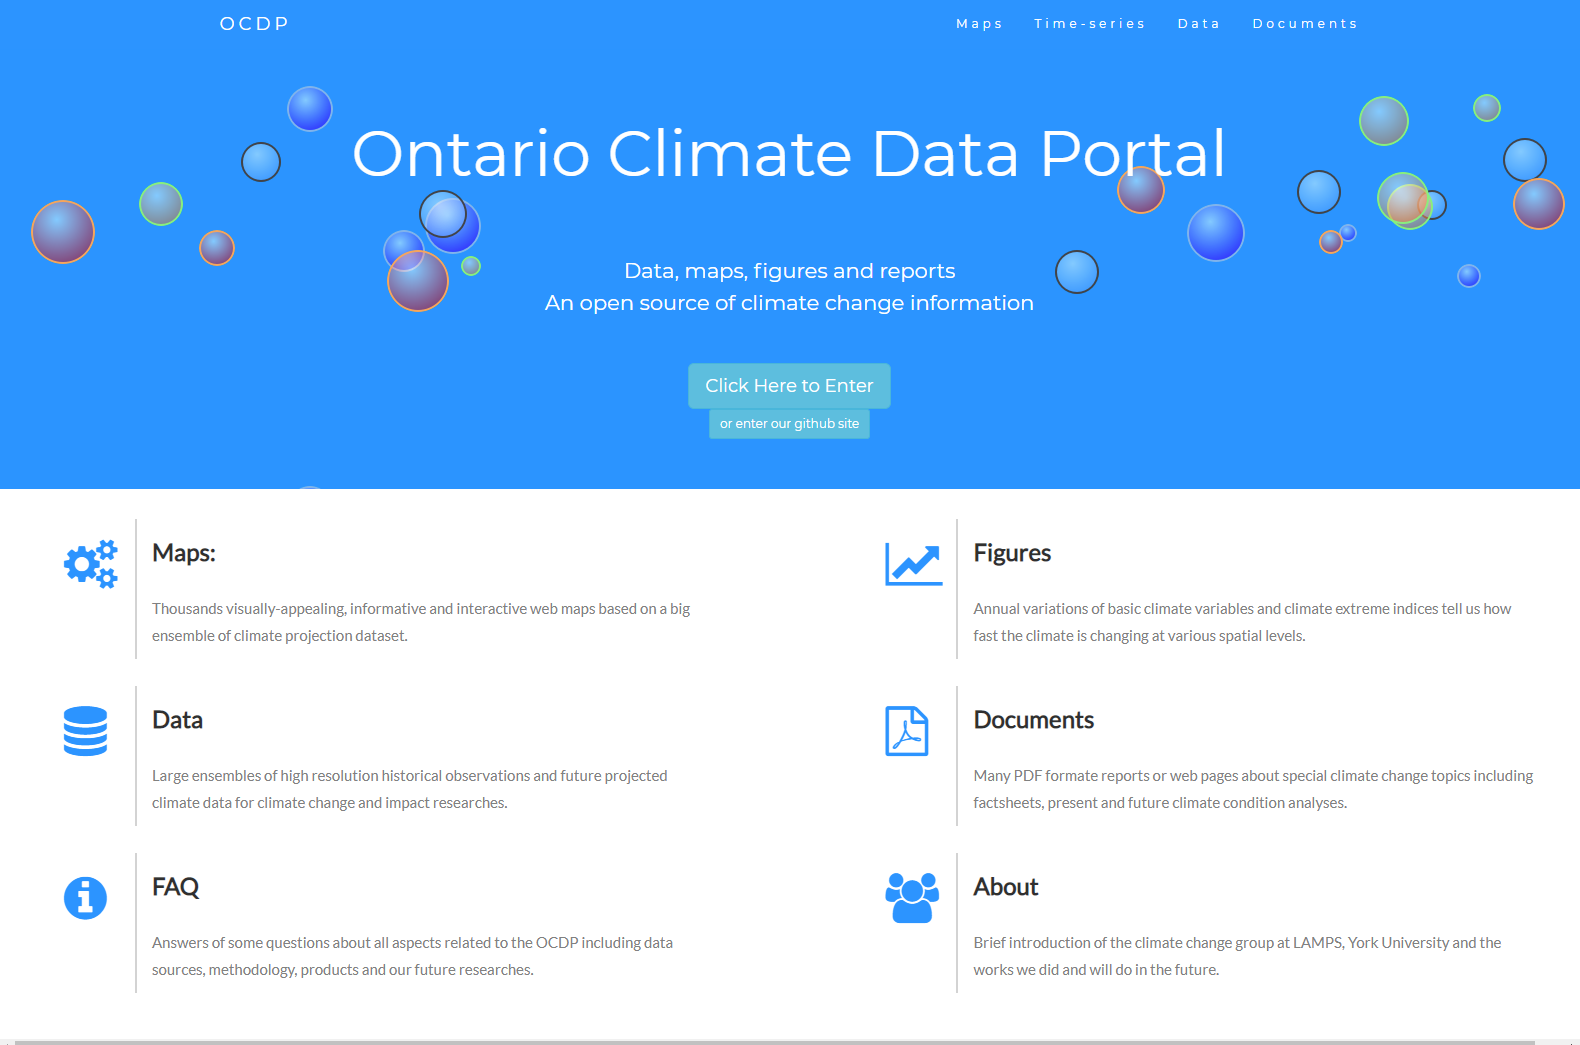 OCDP
Maps Time-series Data Documents
Ontario Climate Data Portal
Data, maps, figures and reports
An open source of climate change information
Click Here to Enter
or enter our github site
Maps:
Thousands visually-appealing, informative and interactive web maps based on a big
ensemble of climate projection dataset.
Figures
Annual variations of basic climate variables and climate extreme indices tell us how
fast the climate is changing at various spatial levels.
Data
Large ensembles of high resolution historical observations and future projected
climate data for climate change and impact researches.
Documents
Many PDF formate reports or web pages about special climate change topics including
factsheets, present and future climate condition analyses.
FAQ
Answers of some questions about all aspects related to the OCDP including data
sources, methodology, products and our future researches.
About
Brief introduction of the climate change group at LAMPS, York University and the
works we did and will do in the future.